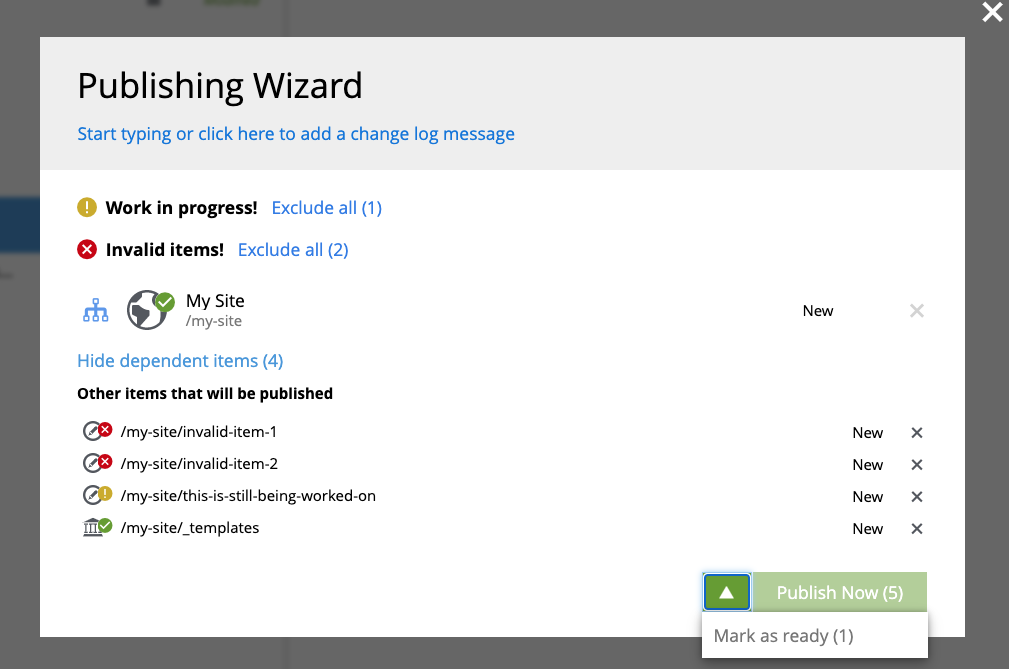 Publishing Wizard
Start typing or click here to add a change log message
Work in progress! Exclude all (1)
Invalid items! Exclude all (2)
My Site
/my-site
New
Hide dependent items (4)
Other items that will be published
/my-site/invalid-item-1 New
/my-site/invalid-item-2 New
/my-site/this-is-still-being-worked-on New
/my-site/_templates New
Publish Now (5)
Mark as ready (1)